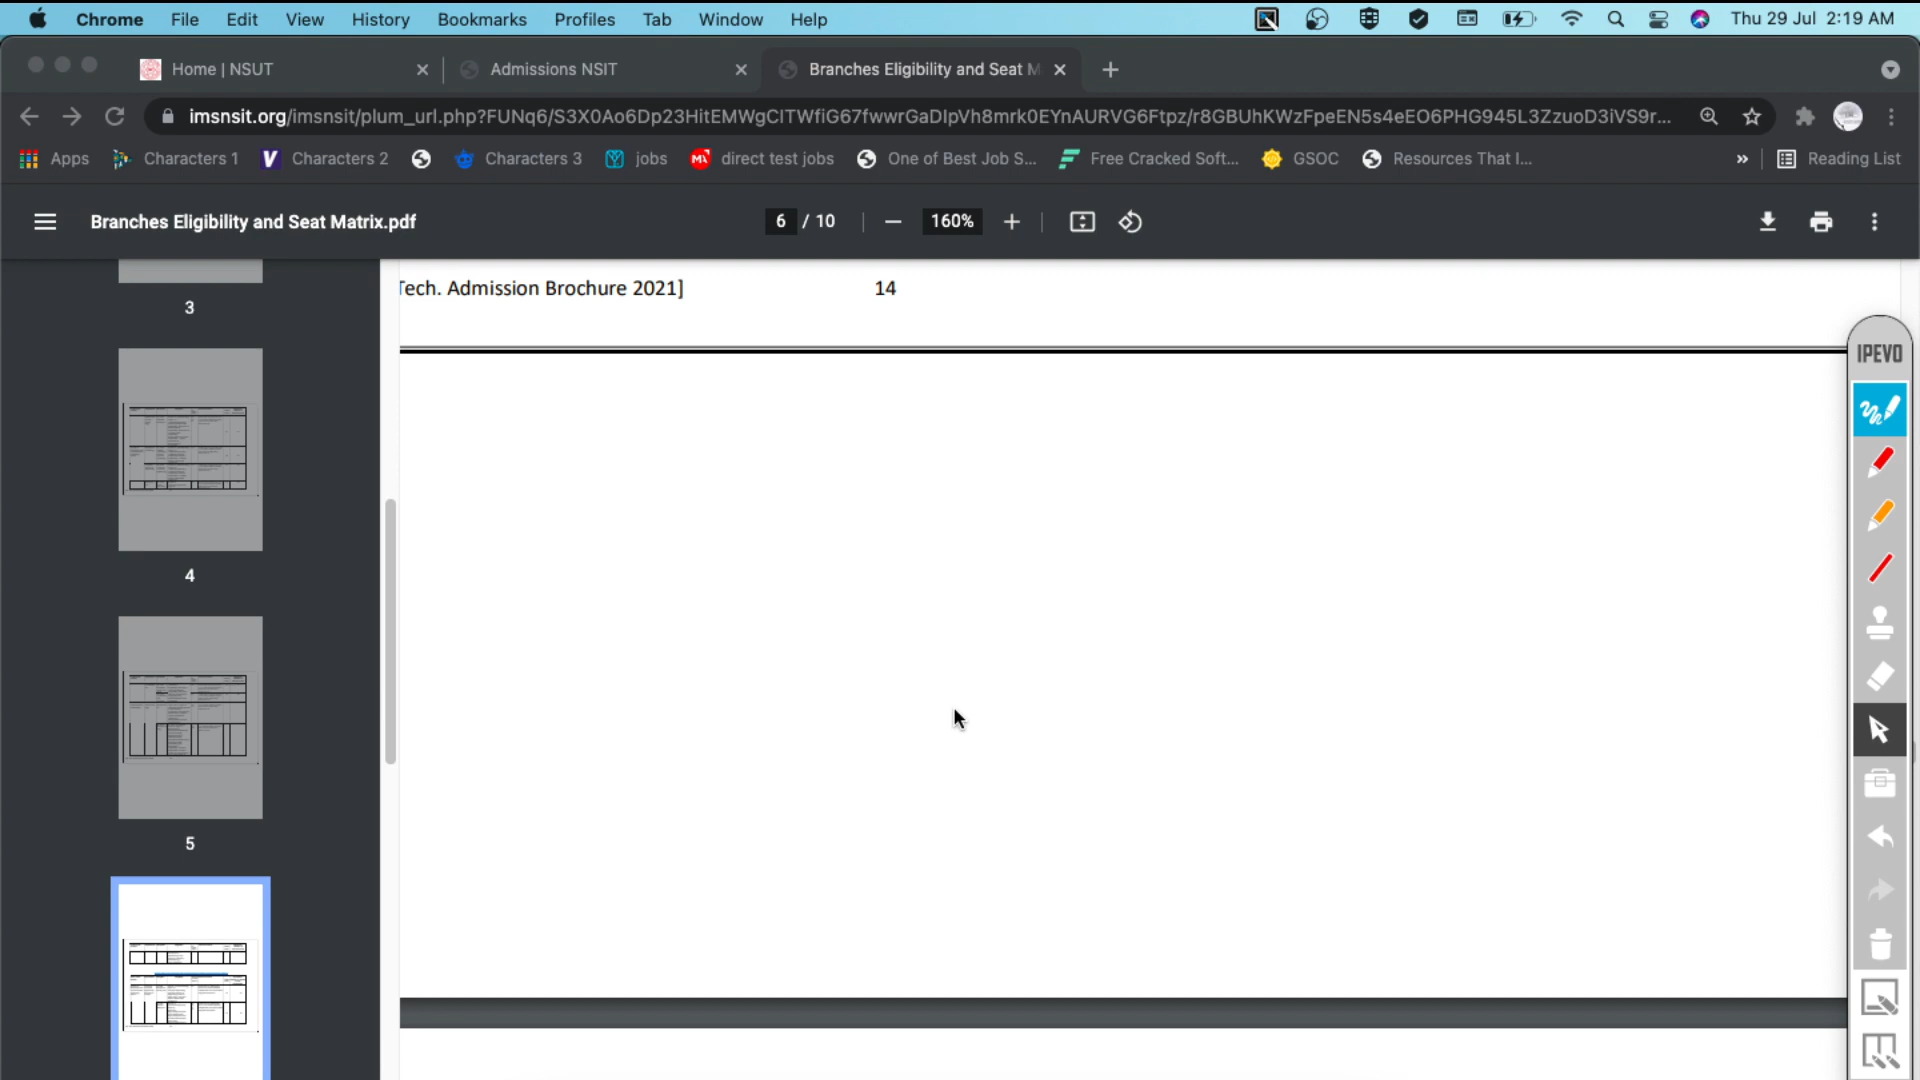 Chrome File Edit View History Bookmarks Profiles Tab Window Help Thu 29 Jul 2:19 AM
Home | NSUT Admissions NSIT Branches Eligibility and Seat M
imsnsit.org/imsnsit/plum_url.php?FUNq6/S3X0Ao6Dp23HitEMWgCITWfiG67fwwrGaDIpVh8mrk0EYnAURVG6Ftpz/r8GBUhKWzFpeEN5s4eEO6PHG945L3ZzuoD3iVS9r...
Apps Characters 1 Characters 2 Characters 3 jobs direct test jobs One of Best Job S... Free Cracked Soft... GSOC Resources That I... » Reading List
Branches Eligibility and Seat Matrix.pdf 6 / 10 160%
Tech. Admission Brochure 2021] 14
3
IPEVO
4
5